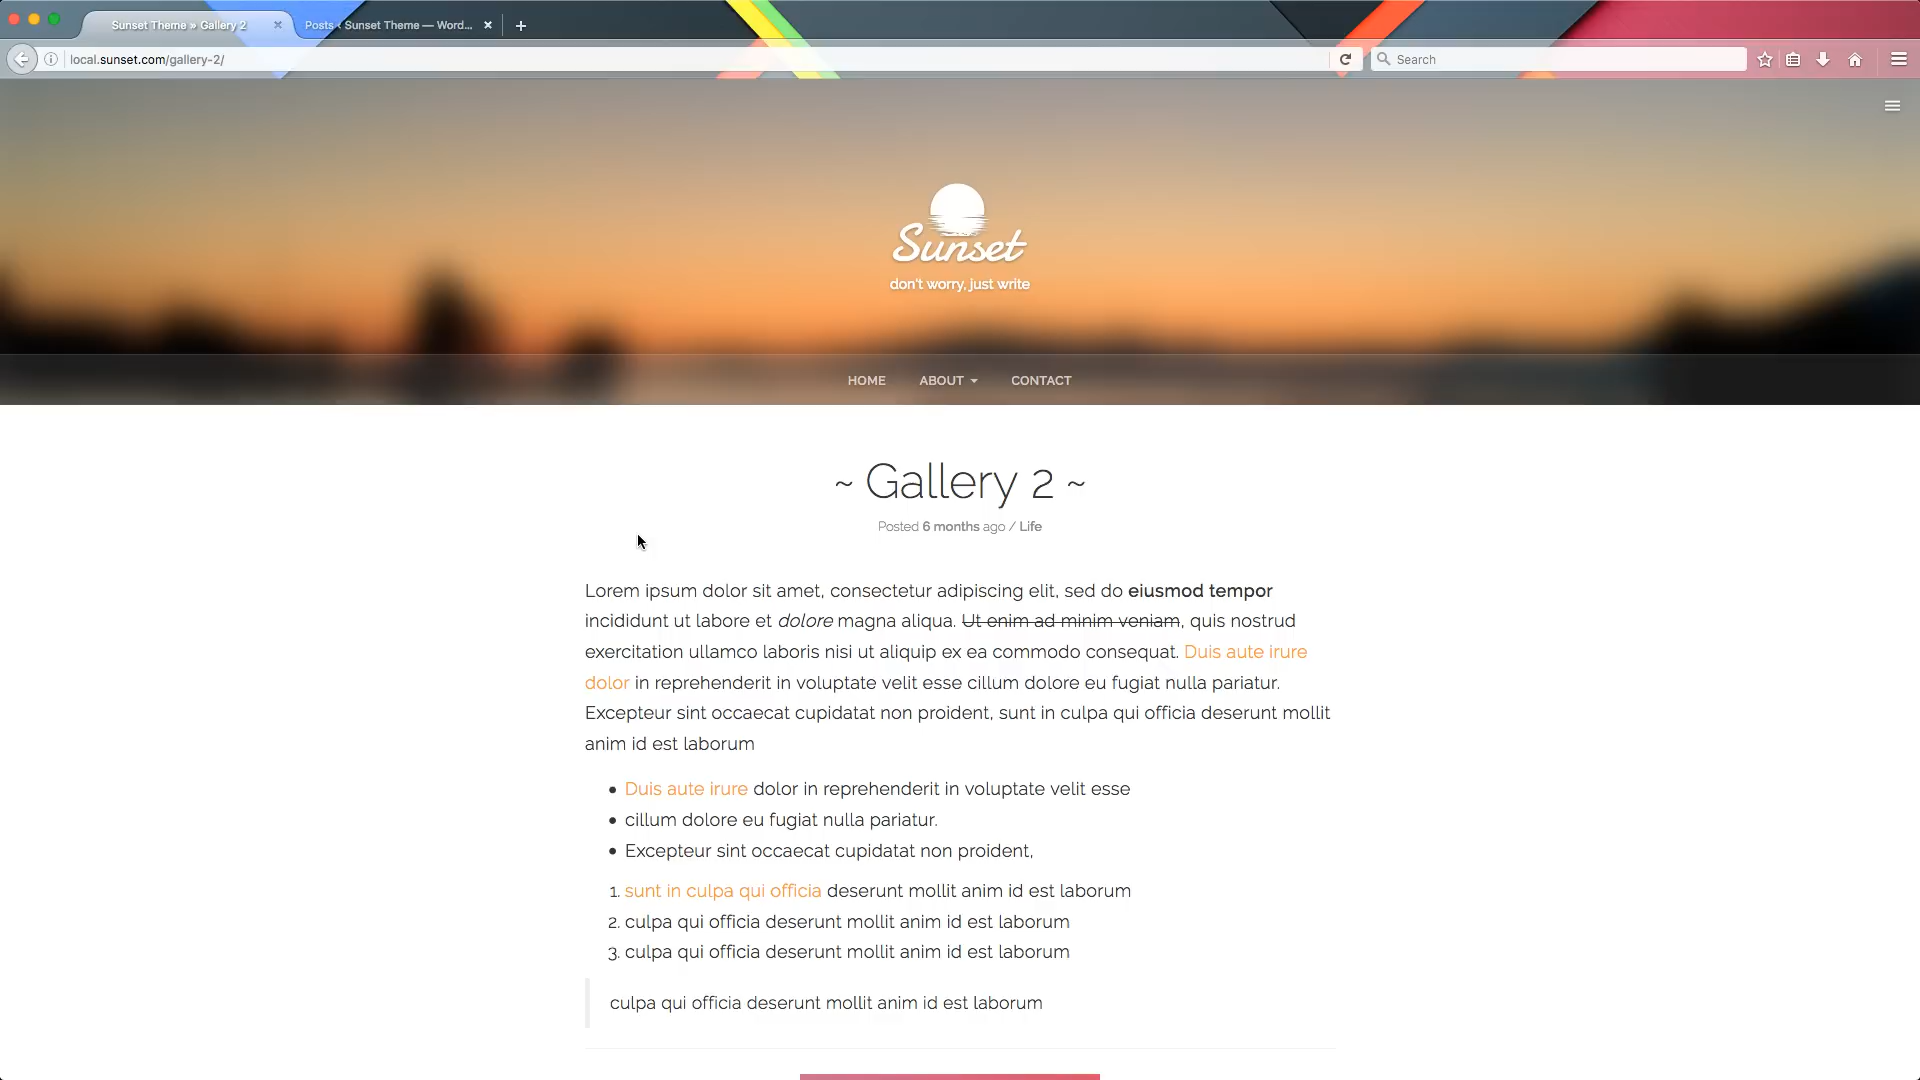 Sunset Theme » Gallery 2
Posts ‹ Sunset Theme — Word...
local.sunset.com/gallery-2/
Search
Sunset
don't worry, just write
HOME ABOUT CONTACT
~ Gallery 2 ~
Posted 6 months ago / Life
Lorem ipsum dolor sit amet, consectetur adipiscing elit, sed do eiusmod tempor
incididunt ut labore et dolore magna aliqua. Ut enim ad minim veniam, quis nostrud
exercitation ullamco laboris nisi ut aliquip ex ea commodo consequat. Duis aute irure
dolor in reprehenderit in voluptate velit esse cillum dolore eu fugiat nulla pariatur.
Excepteur sint occaecat cupidatat non proident, sunt in culpa qui officia deserunt mollit
anim id est laborum
• Duis aute irure dolor in reprehenderit in voluptate velit esse
• cillum dolore eu fugiat nulla pariatur.
• Excepteur sint occaecat cupidatat non proident,
1. sunt in culpa qui officia deserunt mollit anim id est laborum
2. culpa qui officia deserunt mollit anim id est laborum
3. culpa qui officia deserunt mollit anim id est laborum
culpa qui officia deserunt mollit anim id est laborum